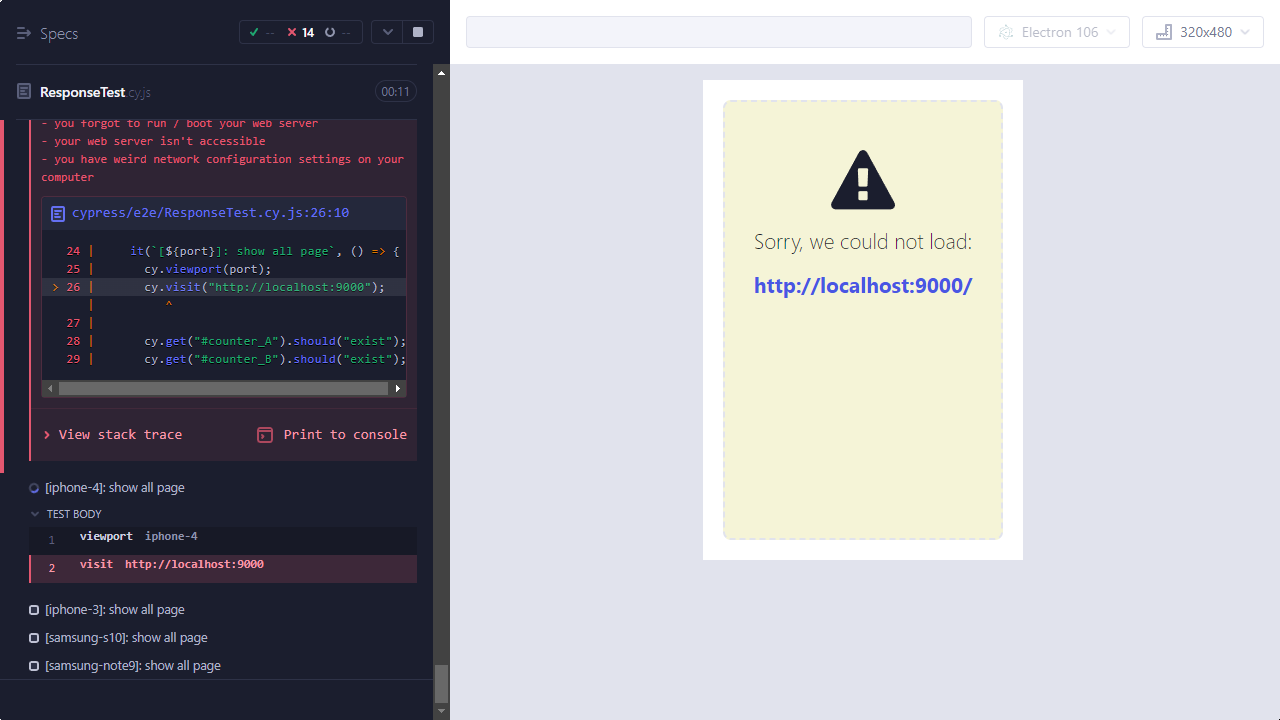 Specs
-- 14 --
ResponseTest.cy.js 00:11
- you forgot to run / boot your web server
- your web server isn't accessible
- you have weird network configuration settings on your
computer
cypress/e2e/ResponseTest.cy.js:26:10
24 | it(`[${port}]: show all page`, () => {
25 | cy.viewport(port);
> 26 | cy.visit("http://localhost:9000");
| ^
27 |
28 | cy.get("#counter_A").should("exist");
29 | cy.get("#counter_B").should("exist");
> View stack trace Print to console
[iphone-4]: show all page
TEST BODY
1 viewport iphone-4
2 visit http://localhost:9000
[iphone-3]: show all page
[samsung-s10]: show all page
[samsung-note9]: show all page
Electron 106 320x480
Sorry, we could not load:
http://localhost:9000/